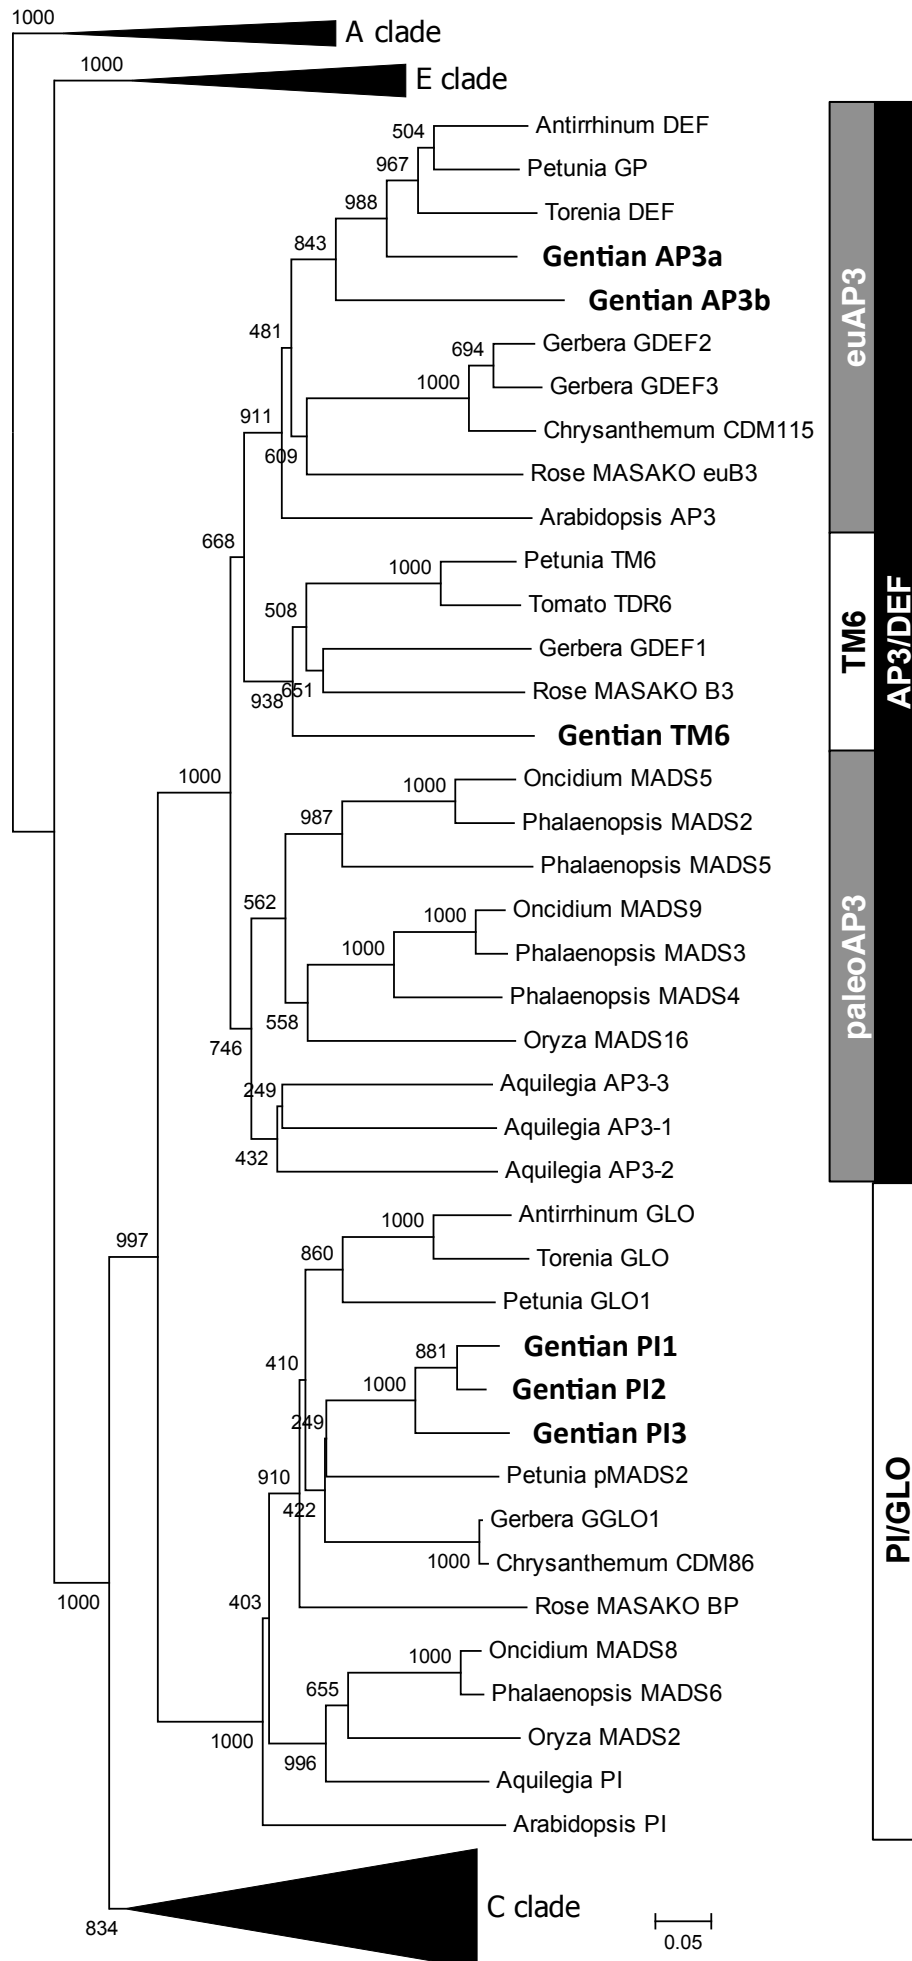 1000
A clade
1000
E clade
Antirrhinum DEF
504
Petunia GP
967
Torenia DEF
988
Gentian AP3a
843
Gentian AP3b
481
Gerbera GDEF2
694
Gerbera GDEF3
1000
Chrysanthemum CDM115
911
609
Rose MASAKO euB3
Arabidopsis AP3
euAP3
668
Petunia TM6
1000
Tomato TDR6
508
Gerbera GDEF1
651
Rose MASAKO B3
938
Gentian TM6
TM6
AP3/DEF
1000
Oncidium MADS5
1000
Phalaenopsis MADS2
987
Phalaenopsis MADS5
562
Oncidium MADS9
1000
Phalaenopsis MADS3
1000
Phalaenopsis MADS4
558
Oryza MADS16
746
Aquilegia AP3-3
249
Aquilegia AP3-1
432
Aquilegia AP3-2
paleoAP3
997
Antirrhinum GLO
1000
Torenia GLO
860
Petunia GLO1
Gentian PI1
881
410
Gentian PI2
1000
249
Gentian PI3
910
Petunia pMADS2
422
Gerbera GGLO1
1000
Chrysanthemum CDM86
1000
403
Rose MASAKO BP
Oncidium MADS8
1000
Phalaenopsis MADS6
655
Oryza MADS2
1000
996
Aquilegia PI
Arabidopsis PI
PI/GLO
C clade
834
0.05